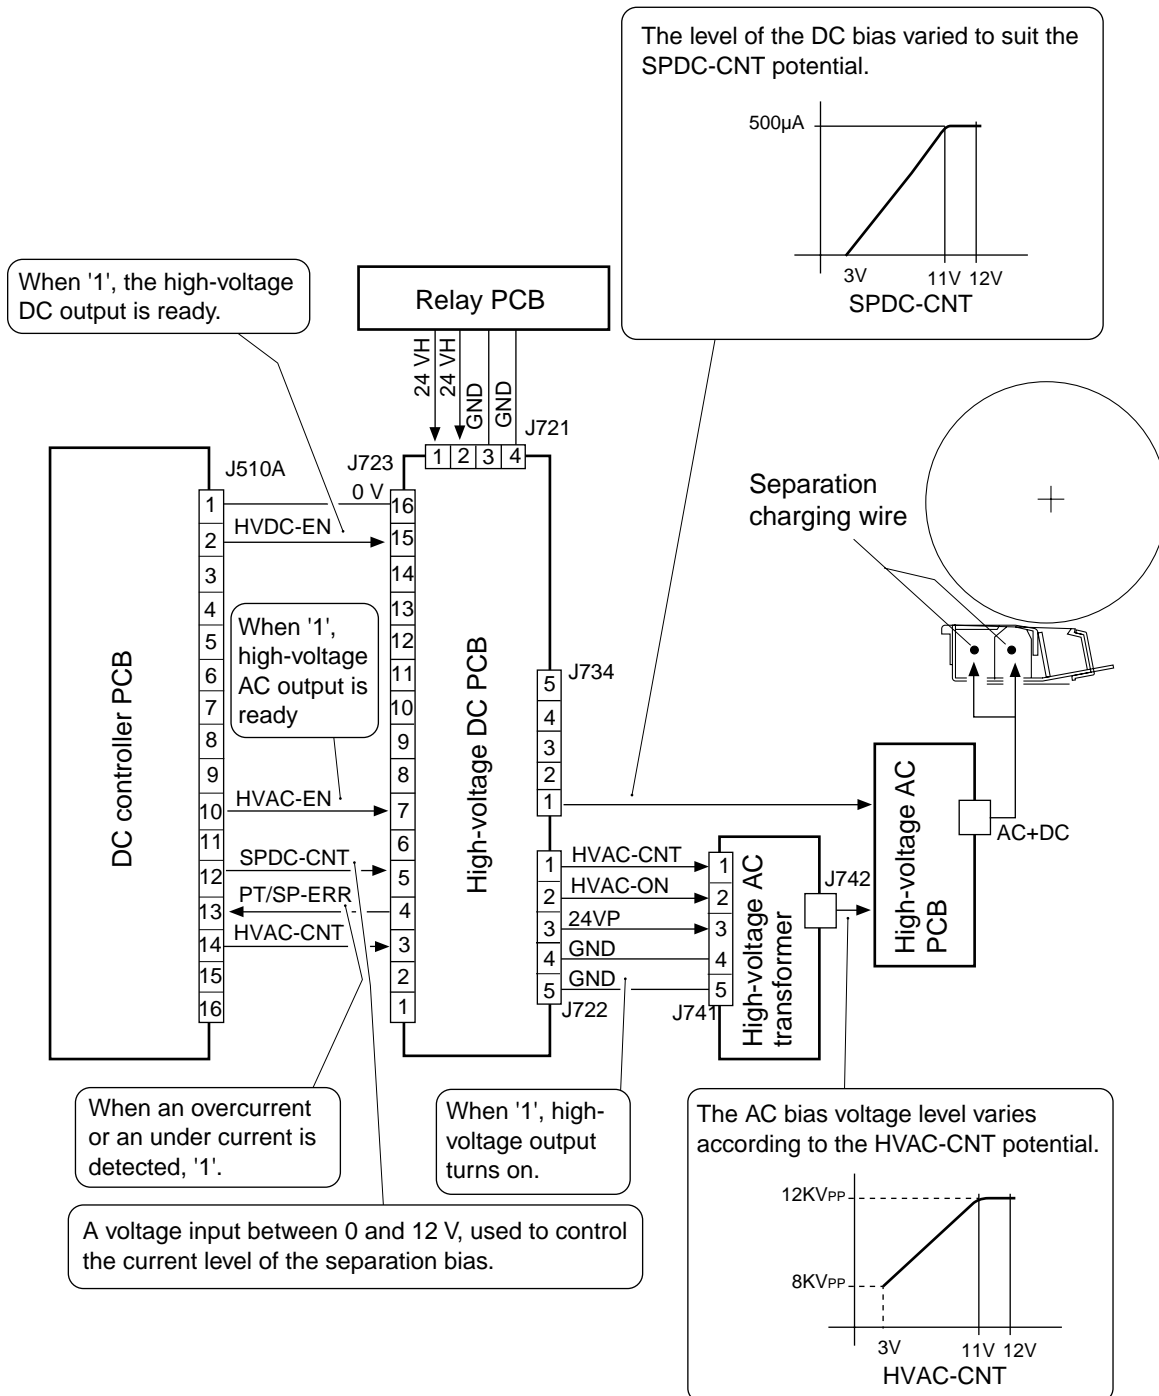 The level of the DC bias varied to suit the
SPDC-CNT potential.
500µA
3V
11V
12V
SPDC-CNT
When '1', the high-voltage
DC output is ready.
Relay PCB
24 VH
24 VH
GND
GND
J721
1
2
3
4
J510A
J723
0 V
DC controller PCB
1
2
3
4
5
6
7
8
9
10
11
12
13
14
15
16
HVDC-EN
When '1',
high-voltage
AC output is
ready
HVAC-EN
SPDC-CNT
PT/SP-ERR
HVAC-CNT
16
15
14
13
12
11
10
9
8
7
6
5
4
3
2
1
High-voltage DC PCB
J734
5
4
3
2
1
1
2
3
4
5
J722
HVAC-CNT
HVAC-ON
24VP
GND
GND
1
2
3
4
5
J741
High-voltage AC
transformer
J742
High-voltage AC
PCB
AC+DC
Separation
charging wire
When an overcurrent
or an under current is
detected, '1'.
When '1', high-
voltage output
turns on.
A voltage input between 0 and 12 V, used to control
the current level of the separation bias.
The AC bias voltage level varies
according to the HVAC-CNT potential.
12KVPP
8KVPP
3V
11V
12V
HVAC-CNT